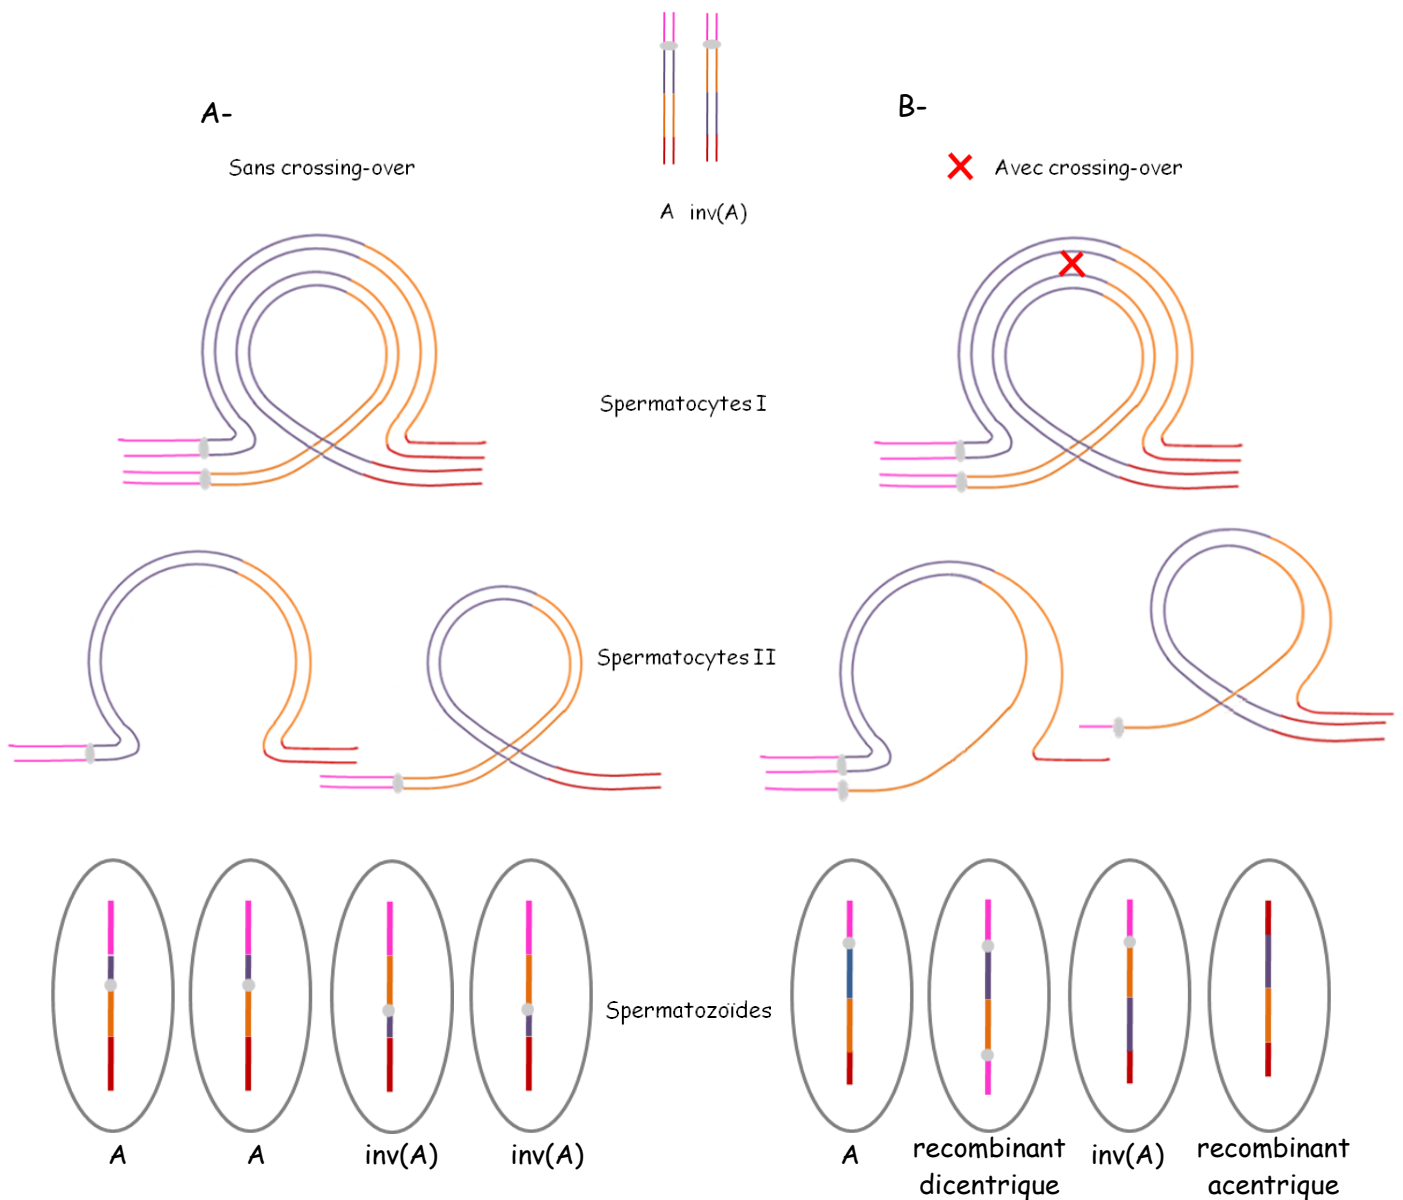 A-
B-
Sans crossing-over
Avec crossing-over
A inv(A)
Spermatocytes I
Spermatocytes II
Spermatozoïdes
A
A
inv(A)
inv(A)
A
recombinant
dicentrique
inv(A)
recombinant
acentrique